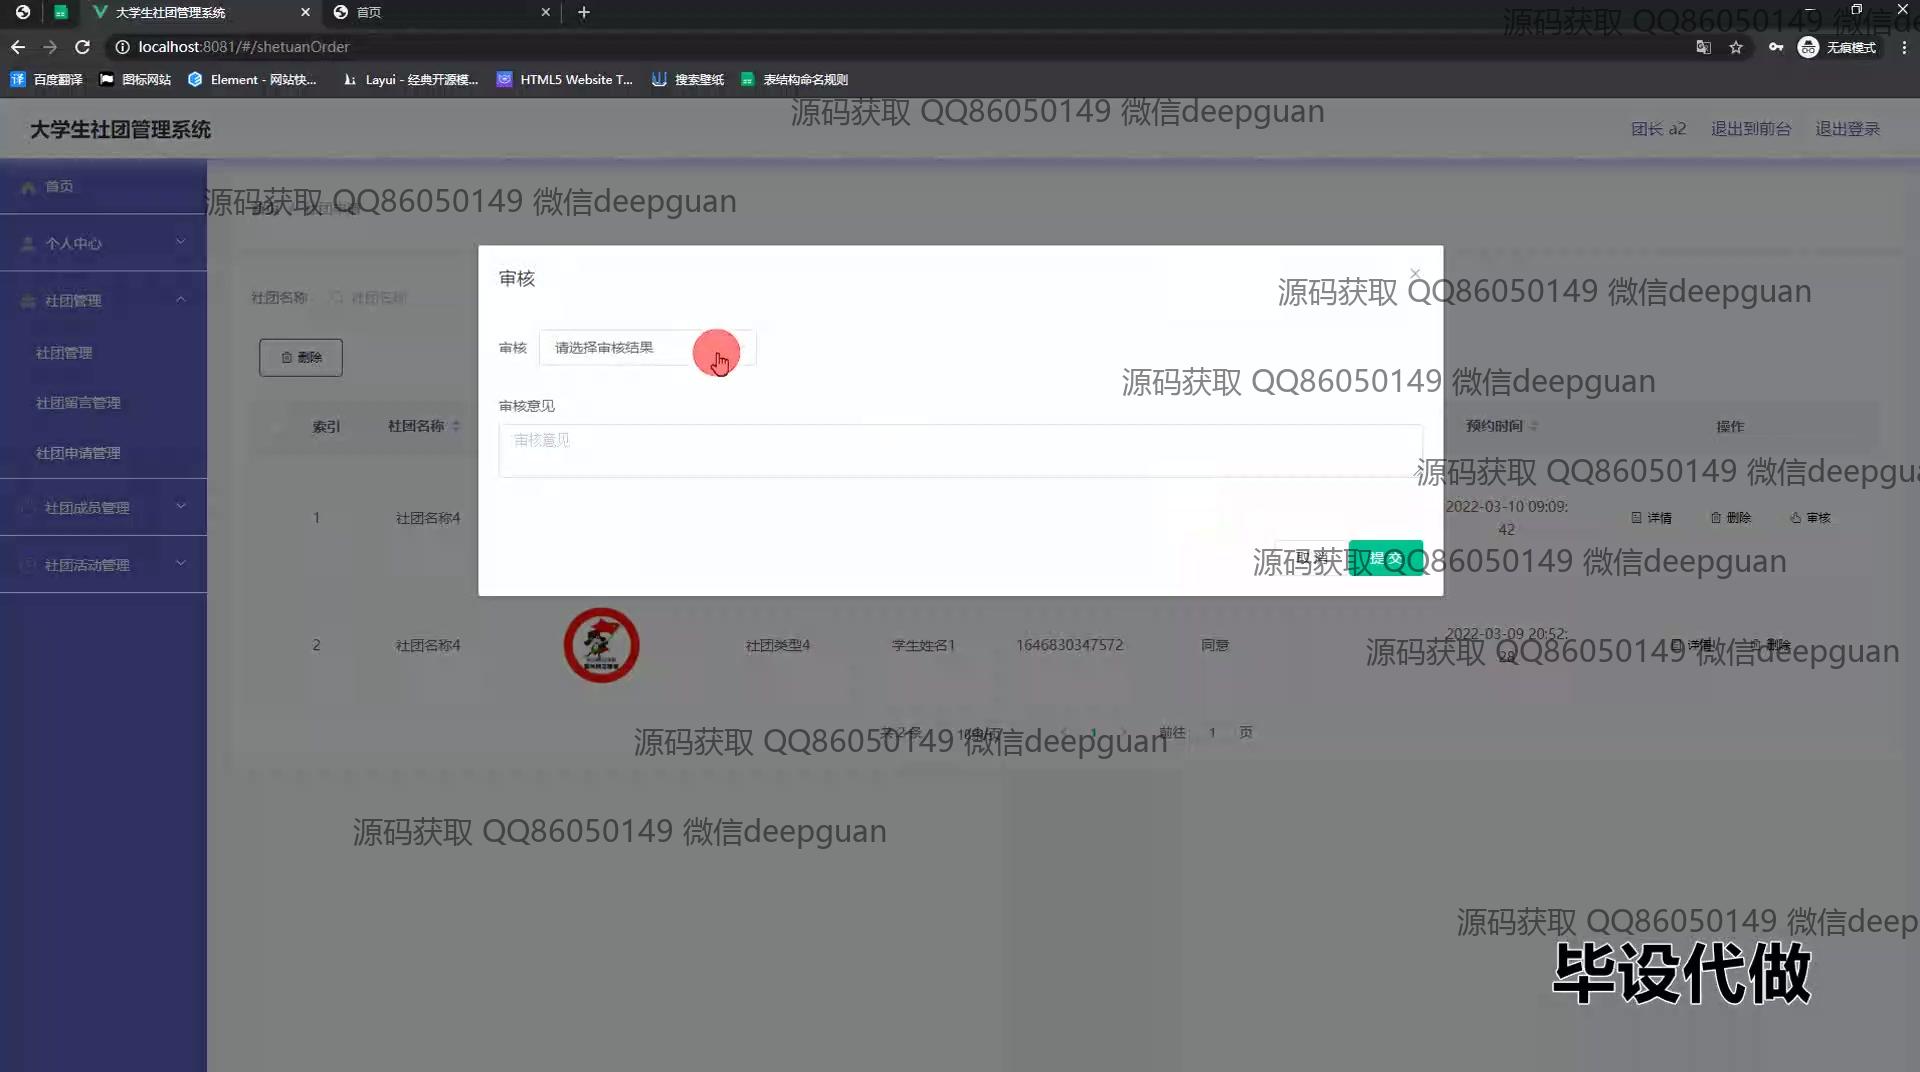 大学生社团管理系统
首页
localhost:8081/#/shetuanOrder
无痕模式
百度翻译
图标网站
Element - 网站快...
Layui - 经典开源模...
HTML5 Website T...
搜索壁纸
表结构命名规则
源码获取 QQ86050149 微信de
源码获取 QQ86050149 微信deepguan
大学生社团管理系统
团长 a2
退出到前台
退出登录
首页
源码获取 QQ86050149 微信deepguan
个人中心
社团管理
社团管理
社团留言管理
社团申请管理
社团成员管理
社团活动管理
社团名称
社团名称
删除
审核
源码获取 QQ86050149 微信deepguan
审核
请选择审核结果
源码获取 QQ86050149 微信deepguan
审核意见
审核意见
索引
社团名称
预约时间
操作
源码获取 QQ86050149 微信deepgua
1
社团名称4
2022-03-10 09:09:
42
详情
删除
审核
取消
提交
源码获取 QQ86050149 微信deepguan
2
社团名称4
社团类型4
学生姓名1
1646830347572
同意
2022-03-09 20:52:
28
详情
删除
源码获取 QQ86050149 微信deepguan
共 2 条
1
前往
1
页
源码获取 QQ86050149 微信deepguan
源码获取 QQ86050149 微信deepguan
源码获取 QQ86050149 微信deep
毕设代做